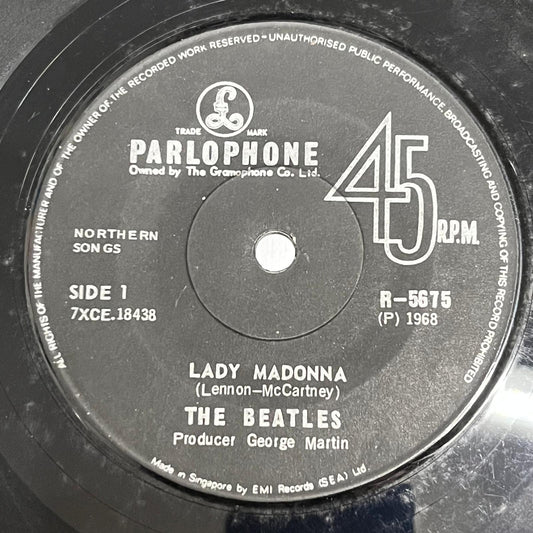 ALL RIGHTS OF THE MANUFACTURER AND OF THE OWNER OF THE RECORDED WORK RESERVED – UNAUTHORISED PUBLIC PERFORMANCE, BROADCASTING AND COPYING OF THIS RECORD PROHIBITED
£
TRADE MARK
PARLOPHONE
Owned by The Gramophone Co. Ltd.
45 R.P.M.
NORTHERN
SONGS
SIDE 1
7XCE.18438
R-5675
(P) 1968
LADY MADONNA
(Lennon-McCartney)
THE BEATLES
Producer George Martin
Made in Singapore by EMI Records (SEA) Ltd.